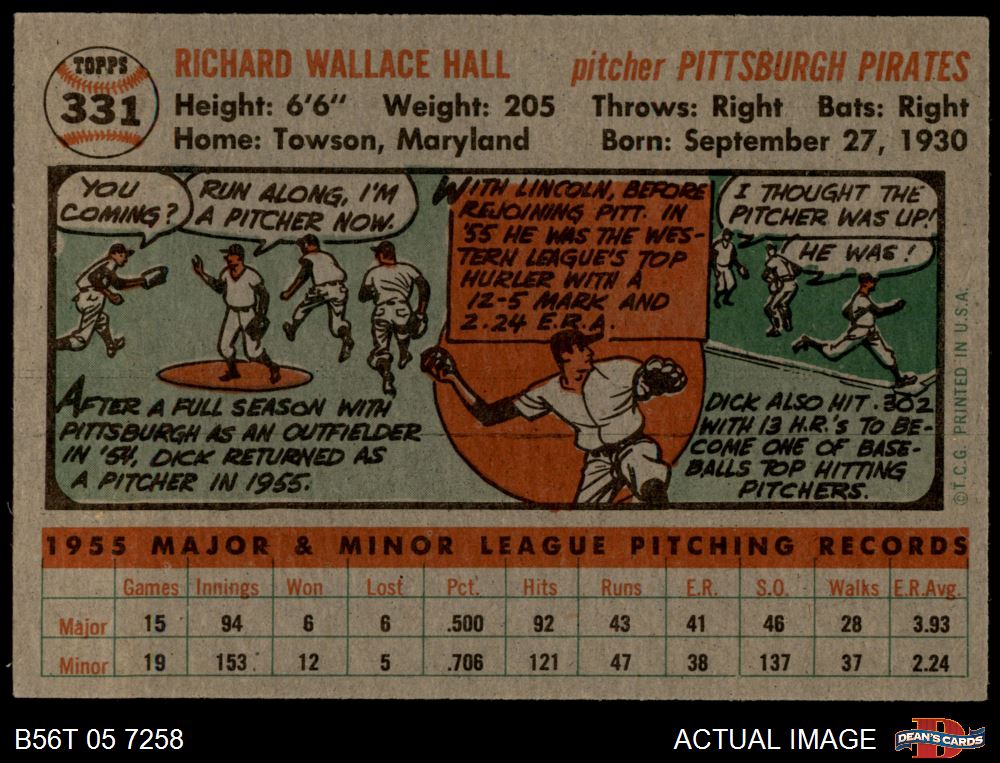 TOPPS
331
RICHARD WALLACE HALL pitcher PITTSBURGH PIRATES
Height: 6'6" Weight: 205 Throws: Right Bats: Right
Home: Towson, Maryland Born: September 27, 1930
YOU
COMING?
RUN ALONG, I'M
A PITCHER NOW.
AFTER A FULL SEASON WITH
PITTSBURGH AS AN OUTFIELDER
IN '54, DICK RETURNED AS
A PITCHER IN 1955.
WITH LINCOLN, BEFORE
REJOINING PITT. IN
'55 HE WAS THE WES-
TERN LEAGUE'S TOP
HURLER WITH A
12-5 MARK AND
2.24 E.R.A.
I THOUGHT THE
PITCHER WAS UP!
HE WAS!
DICK ALSO HIT .302
WITH 13 H.R.'S TO BE-
COME ONE OF BASE-
BALLS TOP HITTING
PITCHERS.
© T.C.G. PRINTED IN U.S.A.
1955 MAJOR & MINOR LEAGUE PITCHING RECORDS
Games Innings Won Lost Pct. Hits Runs E.R. S.O. Walks E.R.Avg.
Major 15 94 6 6 .500 92 43 41 46 28 3.93
Minor 19 153 12 5 .706 121 47 38 137 37 2.24
B56T 05 7258 ACTUAL IMAGE
DEAN'S CARDS